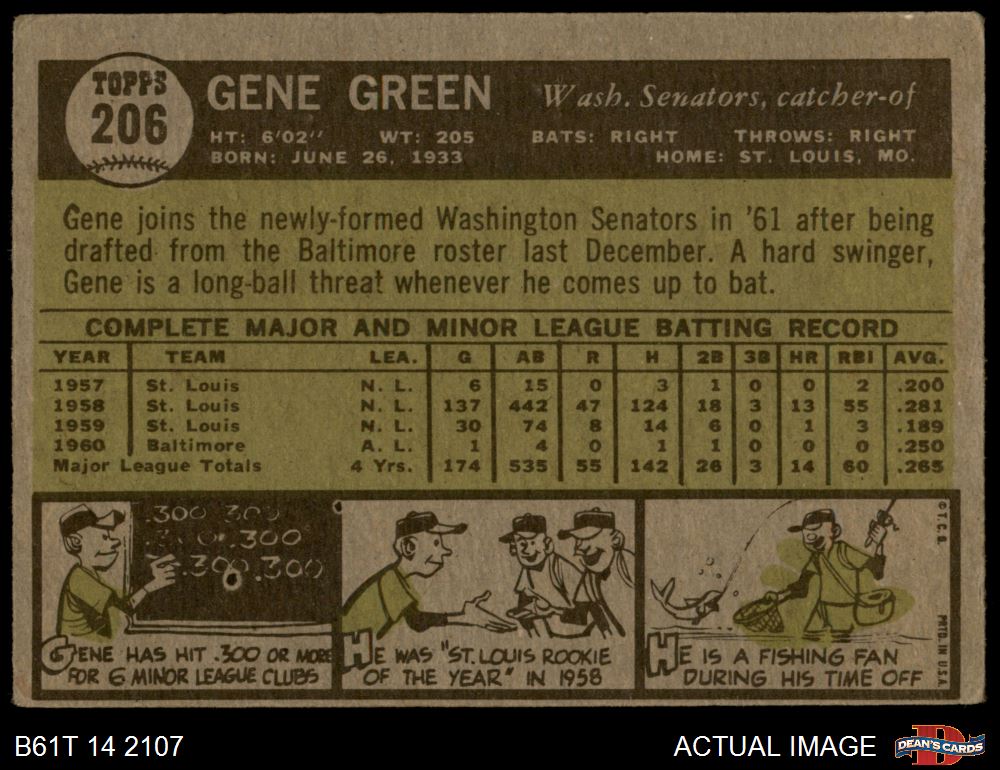 TOPPS
206
GENE GREEN
Wash. Senators, catcher-of
HT: 6'02" WT: 205 BATS: RIGHT THROWS: RIGHT
BORN: JUNE 26, 1933 HOME: ST. LOUIS, MO.
Gene joins the newly-formed Washington Senators in '61 after being
drafted from the Baltimore roster last December. A hard swinger,
Gene is a long-ball threat whenever he comes up to bat.
COMPLETE MAJOR AND MINOR LEAGUE BATTING RECORD
YEAR TEAM LEA. G AB R H 2B 3B HR RBI AVG.
1957 St. Louis N. L. 6 15 0 3 1 0 0 2 .200
1958 St. Louis N. L. 137 442 47 124 18 3 13 55 .281
1959 St. Louis N. L. 30 74 8 14 6 0 1 3 .189
1960 Baltimore A. L. 1 4 0 1 1 0 0 0 .250
Major League Totals 4 Yrs. 174 535 55 142 26 3 14 60 .265
.300 .300
.300 .300
.300 .300
GENE HAS HIT .300 OR MORE
FOR 6 MINOR LEAGUE CLUBS
HE WAS "ST. LOUIS ROOKIE
OF THE YEAR" IN 1958
HE IS A FISHING FAN
DURING HIS TIME OFF
© T. C. G.
PRTD. IN U.S.A.
B61T 14 2107
ACTUAL IMAGE
D
DEAN'S CARDS